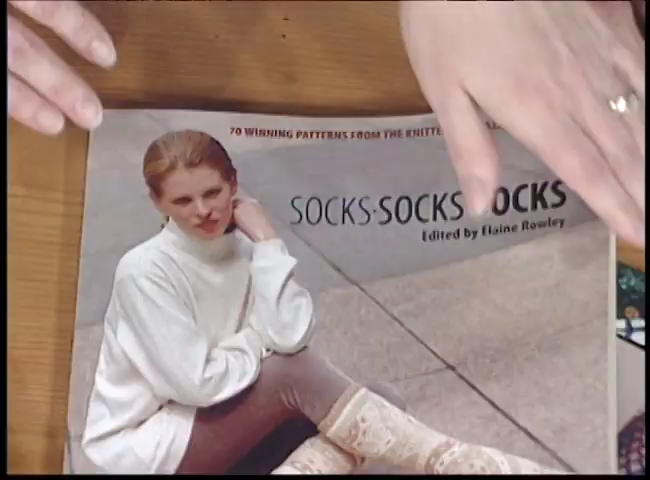 70 WINNING PATTERNS FROM THE KNITTE
SOCKS·SOCKS OCKS
Edited by Elaine Rowley